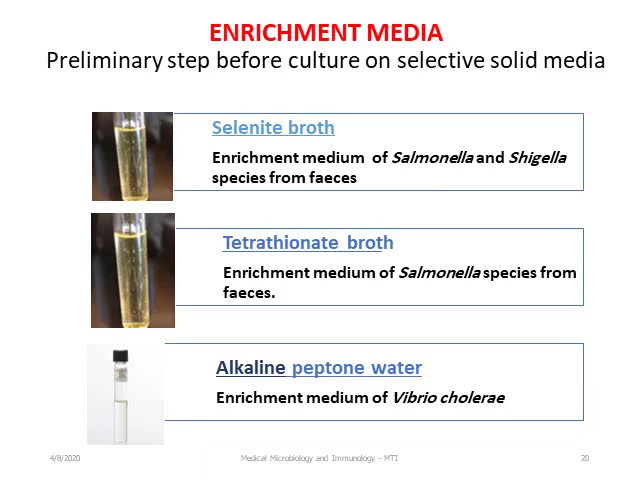 ENRICHMENT MEDIA
Preliminary step before culture on selective solid media
Selenite broth
Enrichment medium of Salmonella and Shigella
species from faeces
Tetrathionate broth
Enrichment medium of Salmonella species from
faeces.
Alkaline peptone water
Enrichment medium of Vibrio cholerae
4/8/2020
Medical Microbiology and Immunology - MTI
20